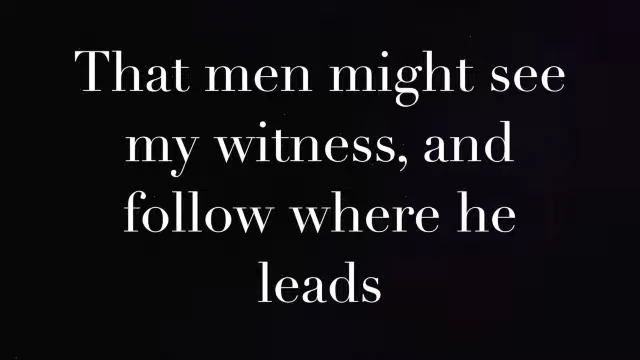 That men might see
my witness, and
follow where he
leads